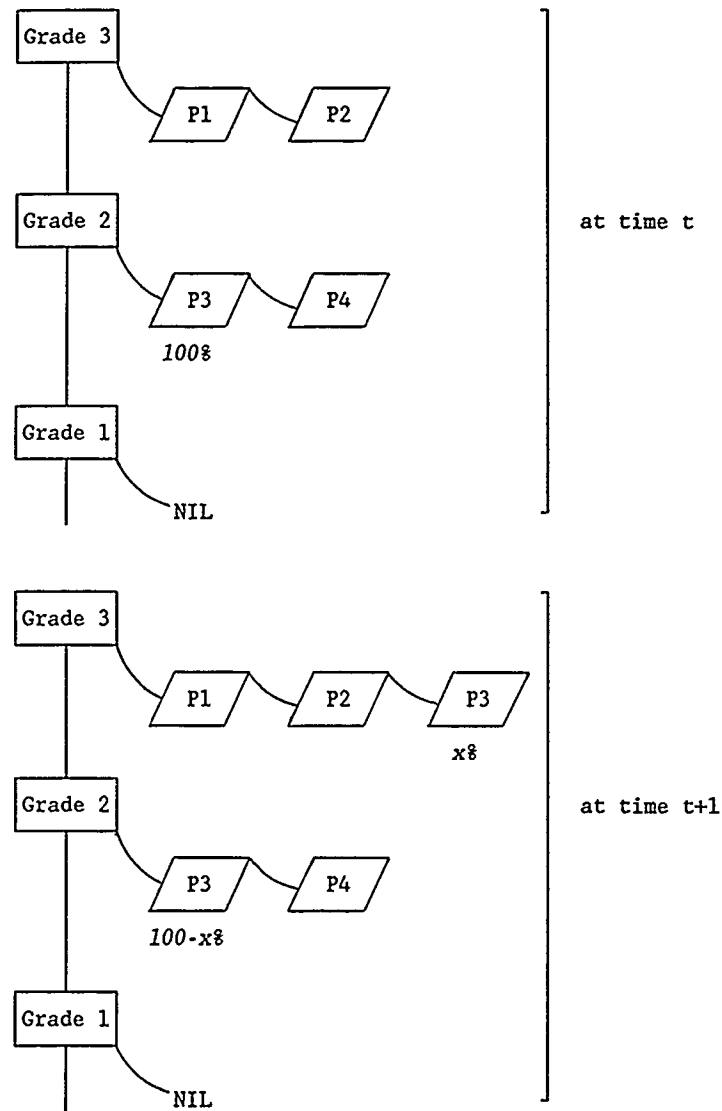 Grade 3
P1 P2
Grade 2
at time t
P3 P4
100%
Grade 1
NIL
Grade 3
P1 P2 P3
x%
Grade 2
at time t+1
P3 P4
100-x%
Grade 1
NIL